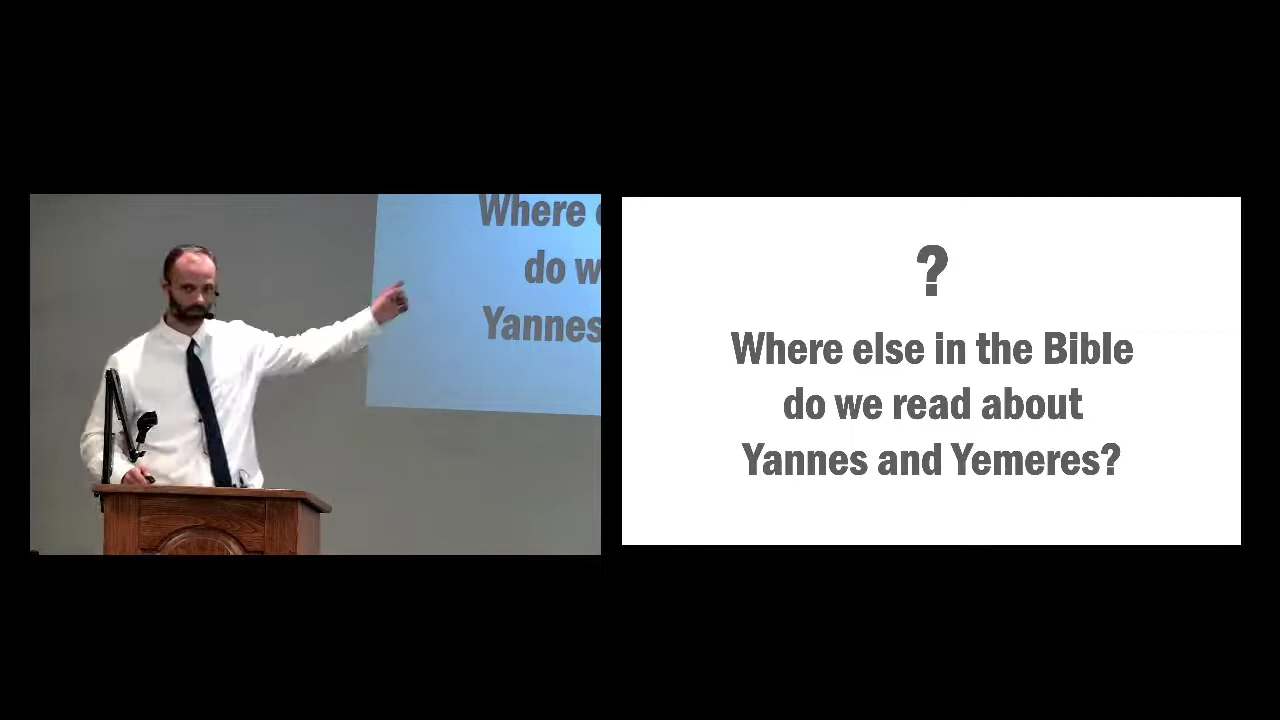 Where
do w
Yannes
?
Where else in the Bible
do we read about
Yannes and Yemeres?